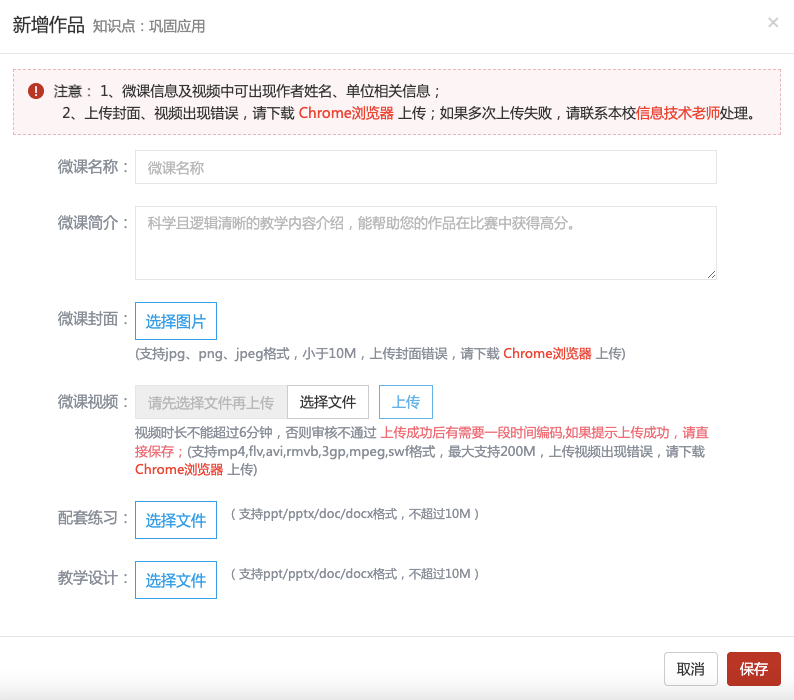 新增作品 知识点：巩固应用
×
注意： 1、微课信息及视频中可出现作者姓名、单位相关信息；
2、上传封面、视频出现错误，请下载 Chrome浏览器 上传；如果多次上传失败，请联系本校信息技术老师处理。
微课名称： 微课名称
微课简介： 科学且逻辑清晰的教学内容介绍，能帮助您的作品在比赛中获得高分。
微课封面： 选择图片
(支持jpg、png、jpeg格式，小于10M，上传封面错误，请下载 Chrome浏览器 上传)
微课视频： 请先选择文件再上传 选择文件 上传
视频时长不能超过6分钟，否则审核不通过 上传成功后有需要一段时间编码,如果提示上传成功，请直
接保存；(支持mp4,flv,avi,rmvb,3gp,mpeg,swf格式，最大支持200M，上传视频出现错误，请下载
Chrome浏览器 上传)
配套练习： 选择文件 （ 支持ppt/pptx/doc/docx格式，不超过10M ）
教学设计： 选择文件 （ 支持ppt/pptx/doc/docx格式，不超过10M ）
取消 保存